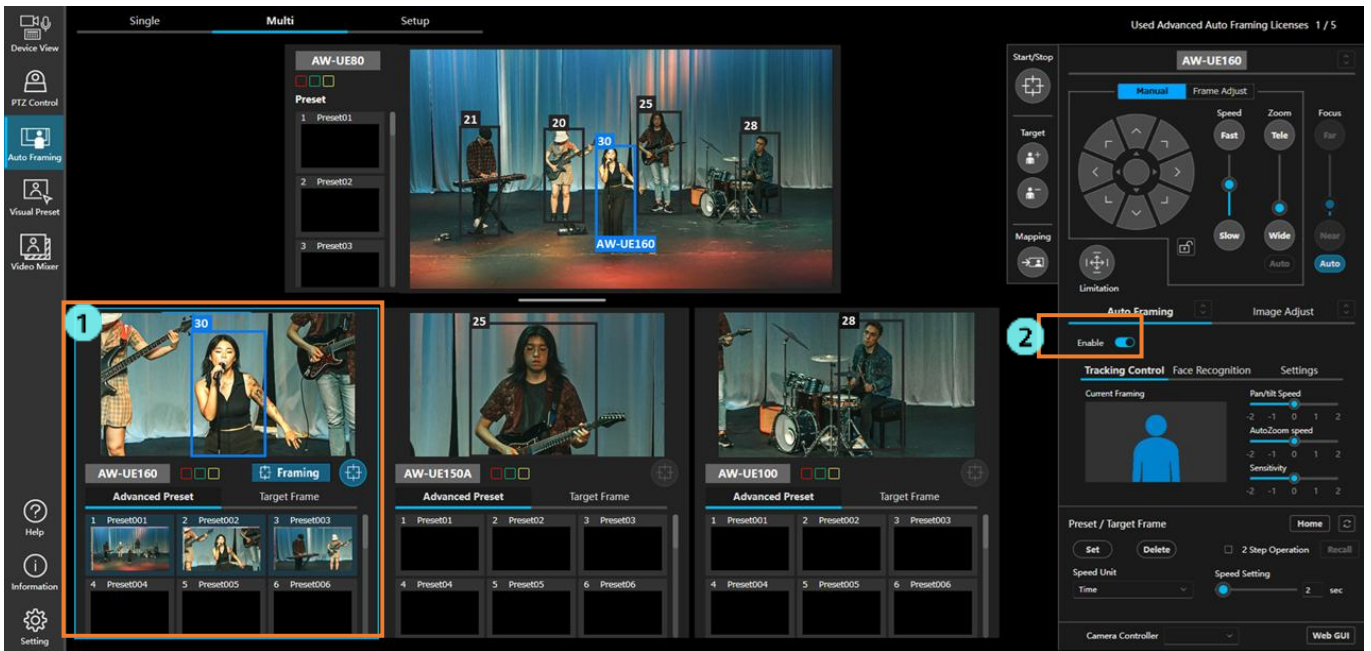 Single Multi Setup
Used Advanced Auto Framing Licenses 1 / 5
Device View
PTZ Control
Auto Framing
Visual Preset
Video Mixer
Help
Information
Setting
AW-UE80
Preset
1 Preset01
2 Preset02
3 Preset03
21
20
30
25
28
AW-UE160
Start/Stop
Target
Mapping
AW-UE160
Manual Frame Adjust
Speed Zoom Focus
Fast Tele Far
Slow Wide Near
Auto Auto
Limitation
Auto Framing Image Adjust
2
Enable
Tracking Control Face Recognition Settings
Current Framing
Pan/tilt Speed
-2 -1 0 1 2
AutoZoom speed
-2 -1 0 1 2
Sensitivity
-2 -1 0 1 2
Preset / Target Frame Home
Set Delete 2 Step Operation Recall
Speed Unit Speed Setting
Time 2 sec
Camera Controller Web GUI
1
30
AW-UE160 Framing
Advanced Preset Target Frame
1 Preset001 2 Preset002 3 Preset003
4 Preset004 5 Preset005 6 Preset006
25
AW-UE150A
Advanced Preset Target Frame
1 Preset01 2 Preset02 3 Preset03
4 Preset04 5 Preset05 6 Preset06
28
AW-UE100
Advanced Preset Target Frame
1 Preset001 2 Preset002 3 Preset003
4 Preset004 5 Preset005 6 Preset006